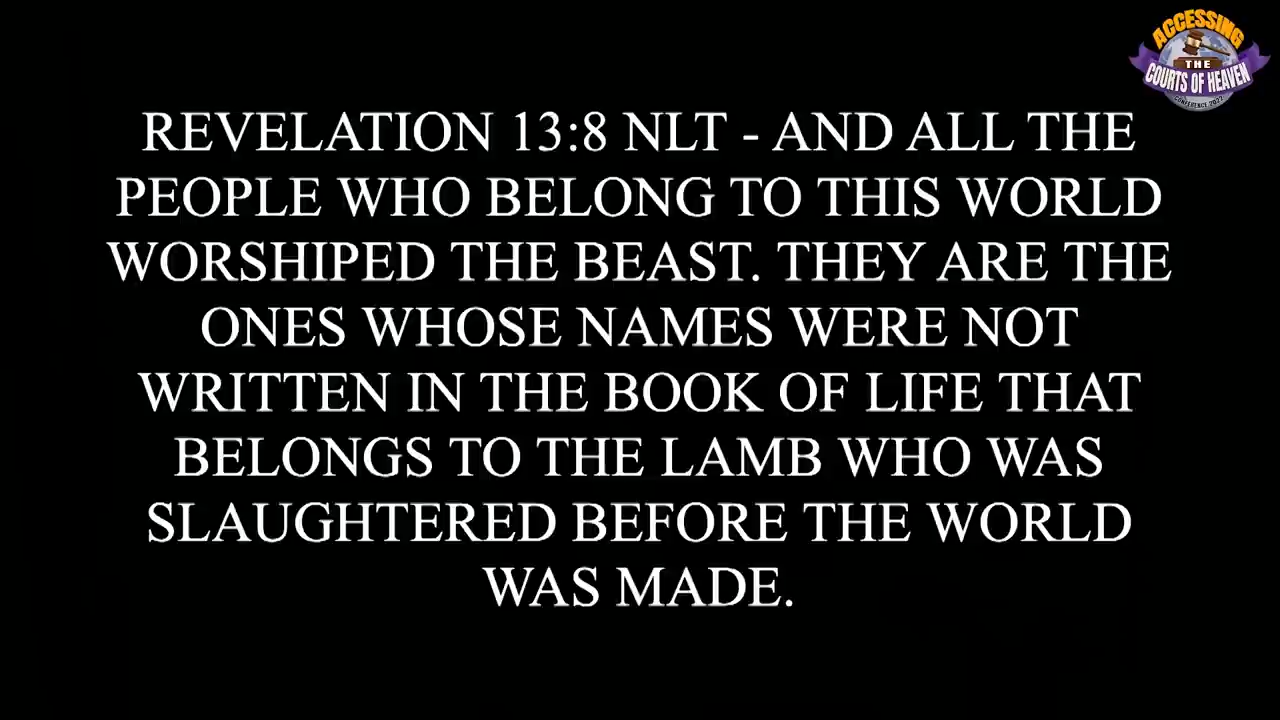 ACCESSING
THE
COURTS OF HEAVEN
CONFERENCE 2022
REVELATION 13:8 NLT - AND ALL THE
PEOPLE WHO BELONG TO THIS WORLD
WORSHIPED THE BEAST. THEY ARE THE
ONES WHOSE NAMES WERE NOT
WRITTEN IN THE BOOK OF LIFE THAT
BELONGS TO THE LAMB WHO WAS
SLAUGHTERED BEFORE THE WORLD
WAS MADE.